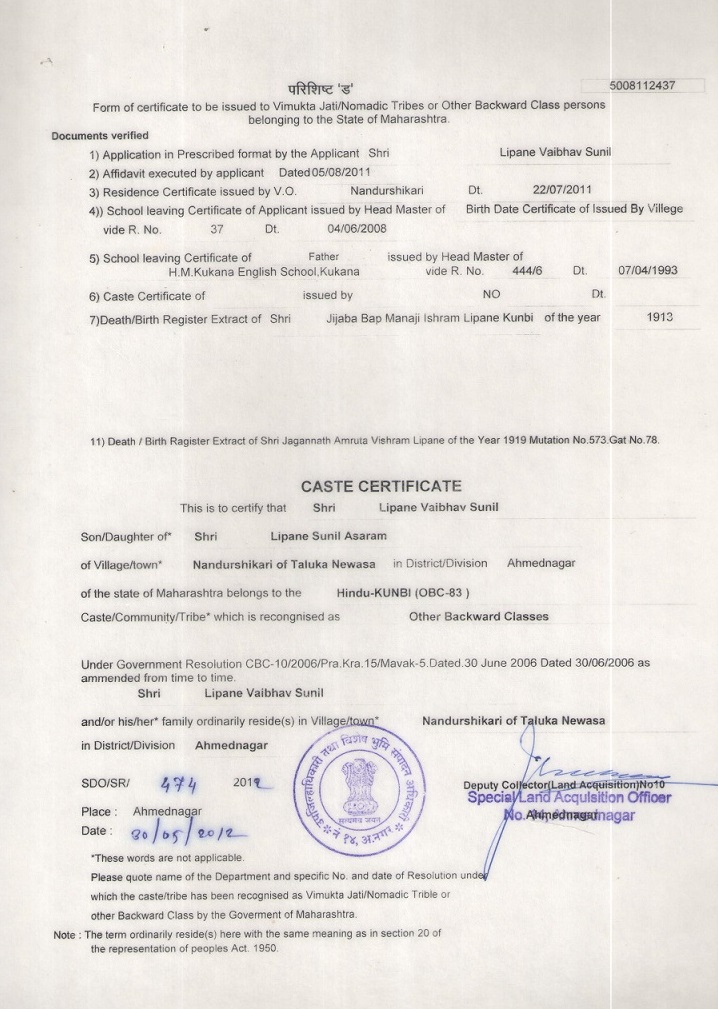 परिशिष्ट 'ड'
5008112437
Form of certificate to be issued to Vimukta Jati/Nomadic Tribes or Other Backward Class persons
belonging to the State of Maharashtra.
Documents verified
1) Application in Prescribed format by the Applicant Shri Lipane Vaibhav Sunil
2) Affidavit executed by applicant Dated 05/08/2011
3) Residence Certificate issued by V.O. Nandurshikari Dt. 22/07/2011
4)) School leaving Certificate of Applicant issued by Head Master of Birth Date Certificate of Issued By Villege
vide R. No. 37 Dt. 04/06/2008
5) School leaving Certificate of Father issued by Head Master of
H.M.Kukana English School,Kukana vide R. No. 444/6 Dt. 07/04/1993
6) Caste Certificate of issued by NO Dt.
7)Death/Birth Register Extract of Shri Jijaba Bap Manaji Ishram Lipane Kunbi of the year 1913
11) Death / Birth Ragister Extract of Shri Jagannath Amruta Vishram Lipane of the Year 1919 Mutation No.573.Gat No.78.
CASTE CERTIFICATE
This is to certify that Shri Lipane Vaibhav Sunil
Son/Daughter of* Shri Lipane Sunil Asaram
of Village/town* Nandurshikari of Taluka Newasa in District/Division Ahmednagar
of the state of Maharashtra belongs to the Hindu-KUNBI (OBC-83 )
Caste/Community/Tribe* which is recongnised as Other Backward Classes
Under Government Resolution CBC-10/2006/Pra.Kra.15/Mavak-5.Dated.30 June 2006 Dated 30/06/2006 as
ammended from time to time.
Shri Lipane Vaibhav Sunil
and/or his/her* family ordinarily reside(s) in Village/town* Nandurshikari of Taluka Newasa
in District/Division Ahmednagar
उपजिल्हाधिकारी तथा विशेष भूमि संपादन अधिकारी
सत्यमेव जयते
नं १४, अ.नगर
SDO/SR/ 474 2012
Deputy Collector(Land Acquisition)No10
Special Land Acquisition Officer
Place : Ahmednagar
Ahmednagar
No. Ahmednagar
Date : 30/05/2012
*These words are not applicable.
Please quote name of the Department and specific No. and date of Resolution under
which the caste/tribe has been recognised as Vimukta Jati/Nomadic Trible or
other Backward Class by the Goverment of Maharashtra.
Note : The term ordinarily reside(s) here with the same meaning as in section 20 of
the representation of peoples Act. 1950.